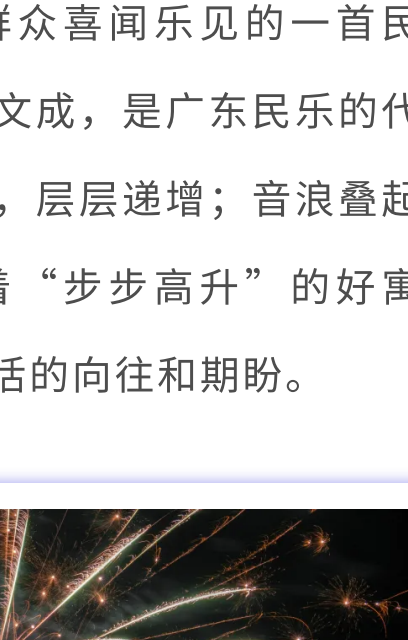 群众喜闻乐见的一首民
文成，是广东民乐的代
，层层递增；音浪叠起
着“步步高升”的好寓
活的向往和期盼。